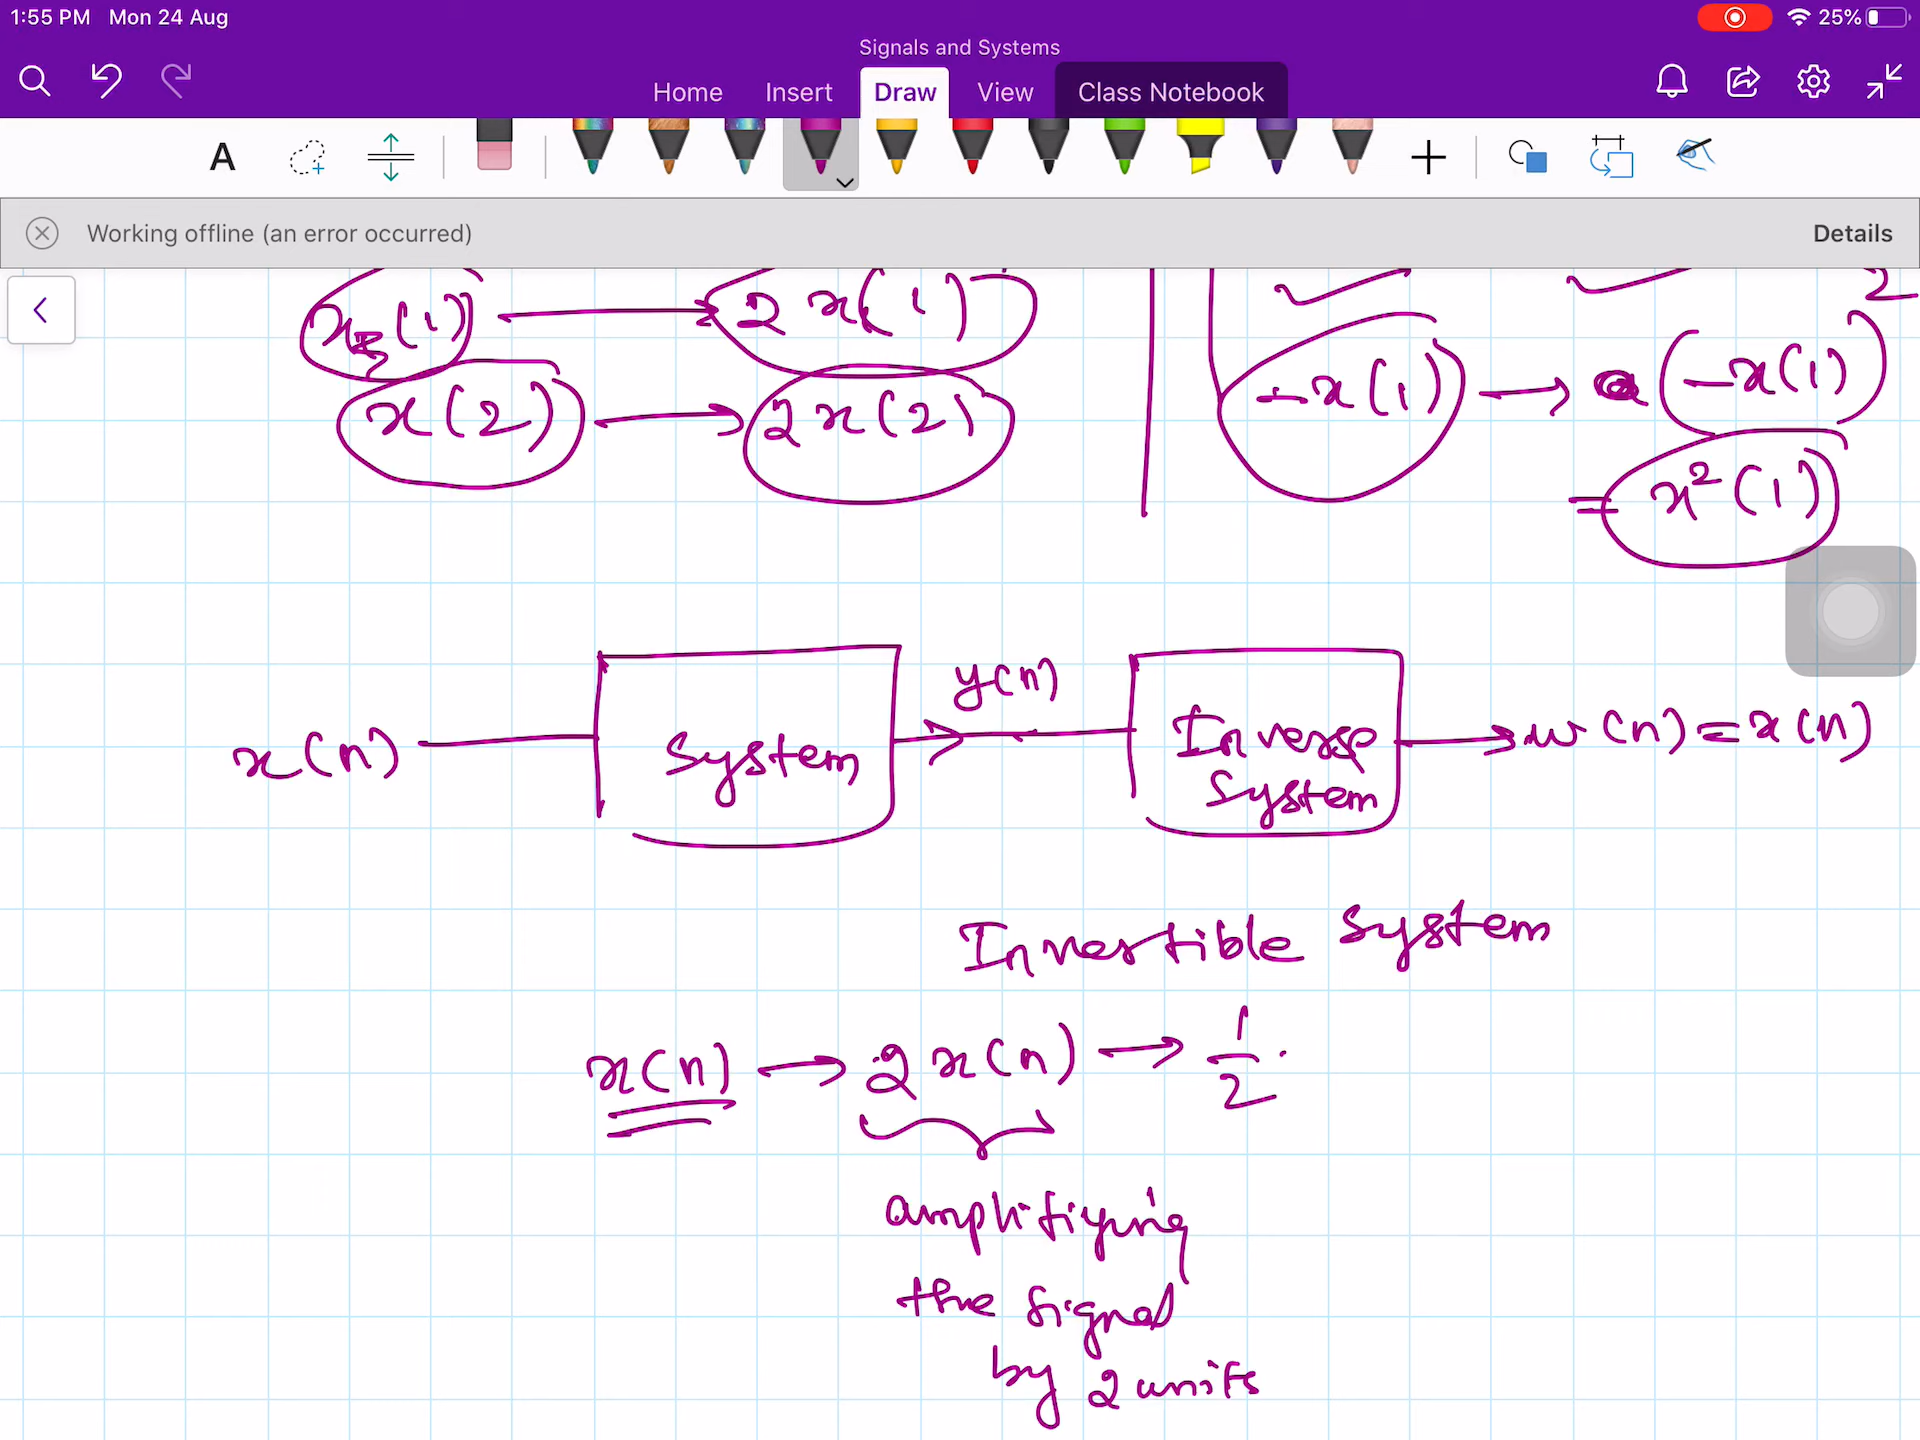 1:55 PM Mon 24 Aug
25%
Signals and Systems
Home Insert Draw View Class Notebook
A
Working offline (an error occurred) Details
x(1) → 2x(1)
2
x(2) → 2x(2)
-x(1) → (-x(1))
= x²(1)
x(n) System y(n) Inverse System → w(n) = x(n)
Invertible System
x(n) → 2x(n) → 1/2 ·
amplifiying
the signal
by 2 units